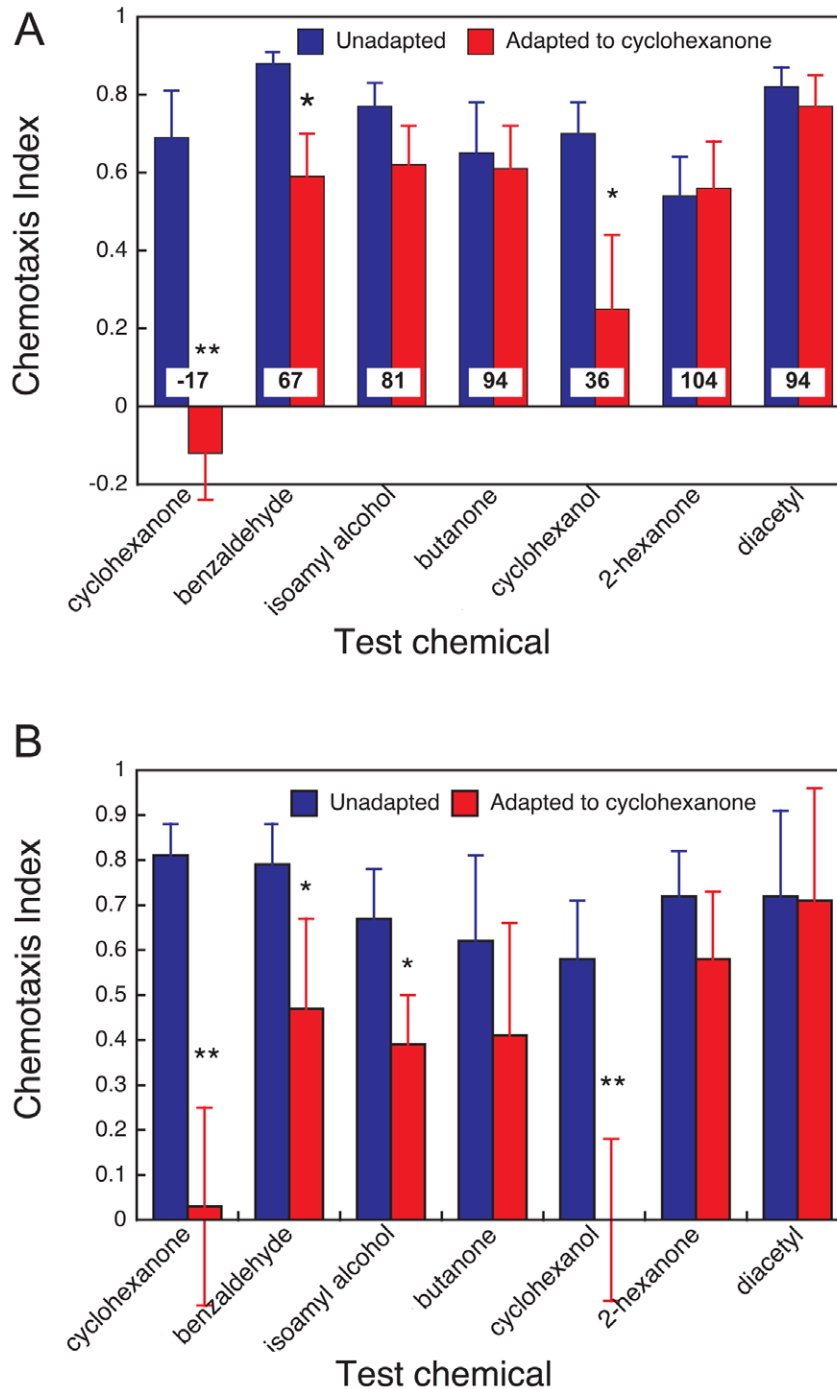 A
Unadapted Adapted to cyclohexanone
Chemotaxis Index
1
0.8
0.6
0.4
0.2
0
-0.2
* * **
-17 67 81 94 36 104 94
cyclohexanone benzaldehyde isoamyl alcohol butanone cyclohexanol 2-hexanone diacetyl
Test chemical
B
Unadapted Adapted to cyclohexanone
Chemotaxis Index
1
0.9
0.8
0.7
0.6
0.5
0.4
0.3
0.2
0.1
0
* * ** **
cyclohexanone benzaldehyde isoamyl alcohol butanone cyclohexanol 2-hexanone diacetyl
Test chemical